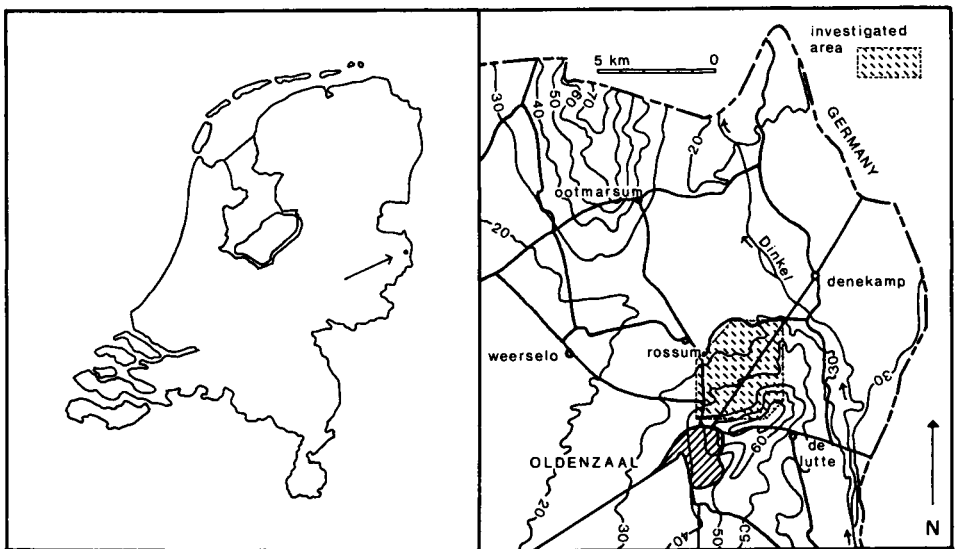 investigated
area
5 km 0
30
40
50
60
70
20
GERMANY
ootmarsum
20
Dinkel
denekamp
weerselo
rossum
30
30
60
de
lutte
OLDENZAAL
20
30
40
50
N